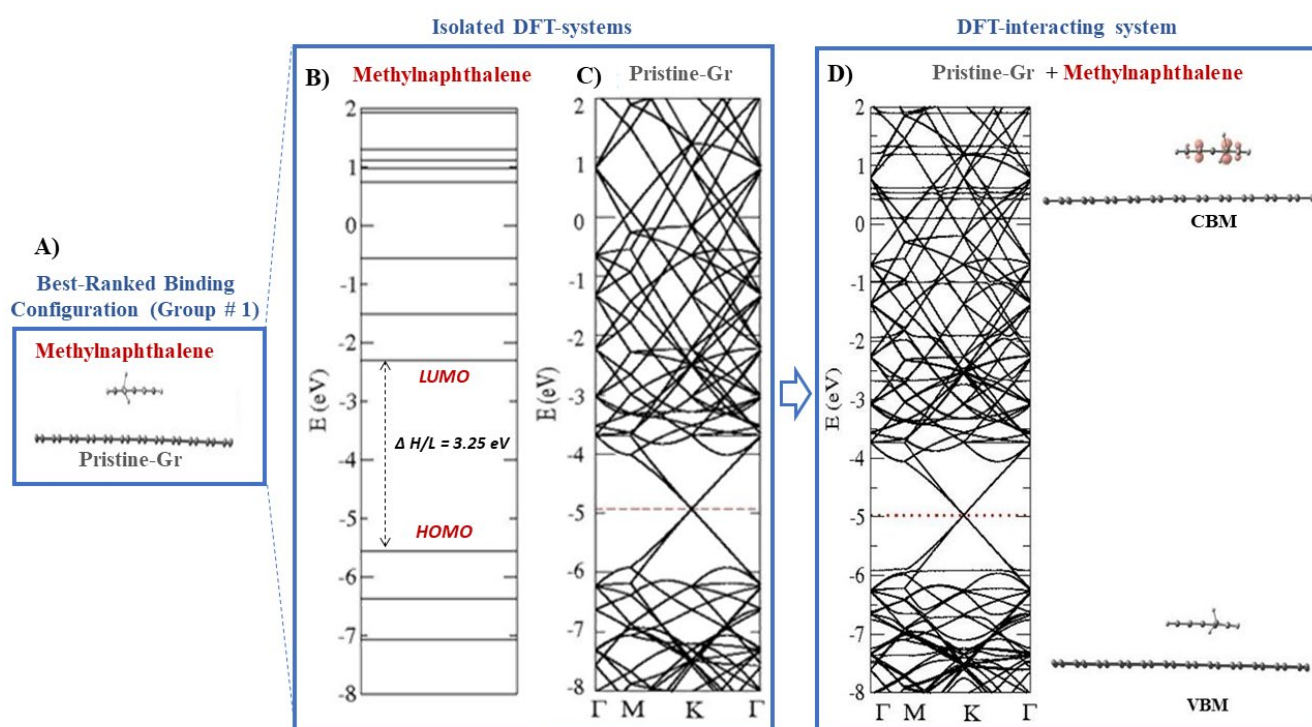 Isolated DFT-systems
DFT-interacting system
A)
Best-Ranked Binding
Configuration (Group # 1)
Methylnaphthalene
Pristine-Gr
B)
Methylnaphthalene
E (eV)
2
1
0
-1
-2
-3
-4
-5
-6
-7
-8
LUMO
Δ H/L = 3.25 eV
HOMO
C)
Pristine-Gr
E (eV)
2
1
0
-1
-2
-3
-4
-5
-6
-7
-8
Γ M K Γ
D)
Pristine-Gr + Methylnaphthalene
E (eV)
2
1
0
-1
-2
-3
-4
-5
-6
-7
-8
Γ M K Γ
CBM
VBM